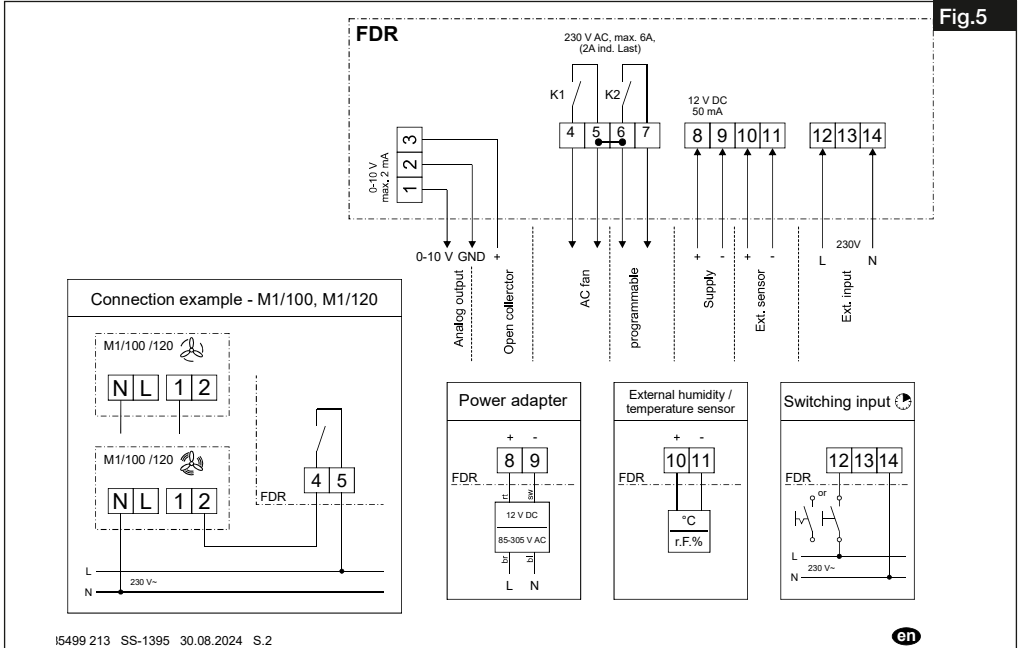 Fig.5
FDR
230 V AC, max. 6A,
(2A ind. Last)
K1 K2
12 V DC
50 mA
4 5 6 7
8 9 10 11
12 13 14
3
2
1
0-10 V
max. 2 mA
0-10 V GND +
+ - + -
230V
L N
Analog output
Open collerctor
AC fan
programmable
Supply
Ext. sensor
Ext. input
Connection example - M1/100, M1/120
M1/100 /120
N L 1 2
M1/100 /120
N L 1 2
4 5
FDR
L
230 V~
N
Power adapter
+ -
8 9
FDR
rt sw
12 V DC
85-305 V AC
br bl
L N
External humidity /
temperature sensor
+ -
10 11
FDR
°C
r.F.%
Switching input
12 13 14
FDR
or
L
230 V~
N
5499 213 SS-1395 30.08.2024 S.2
en